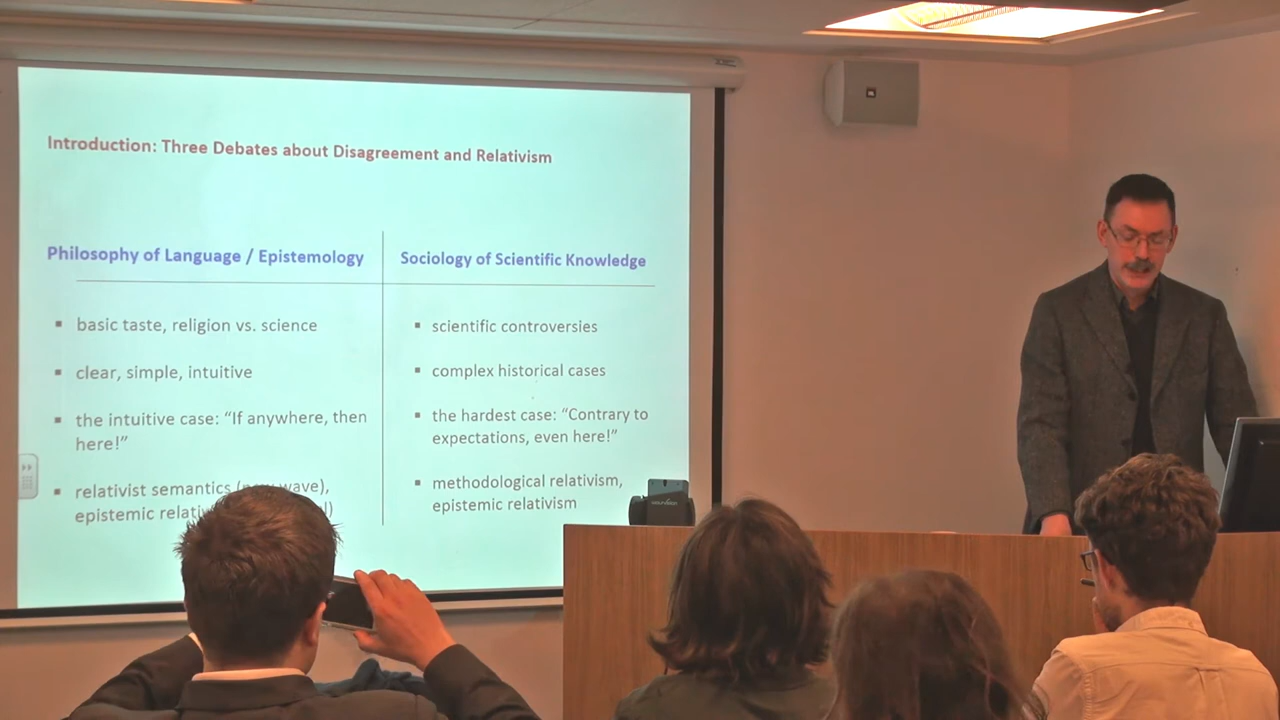 Introduction: Three Debates about Disagreement and Relativism
Philosophy of Language / Epistemology
▪ basic taste, religion vs. science
▪ clear, simple, intuitive
▪ the intuitive case: “If anywhere, then
here!”
▪ relativist semantics wave),
epistemic
Sociology of Scientific Knowledge
▪ scientific controversies
▪ complex historical cases
▪ the hardest case: “Contrary to
expectations, even here!”
▪ methodological relativism,
epistemic relativism